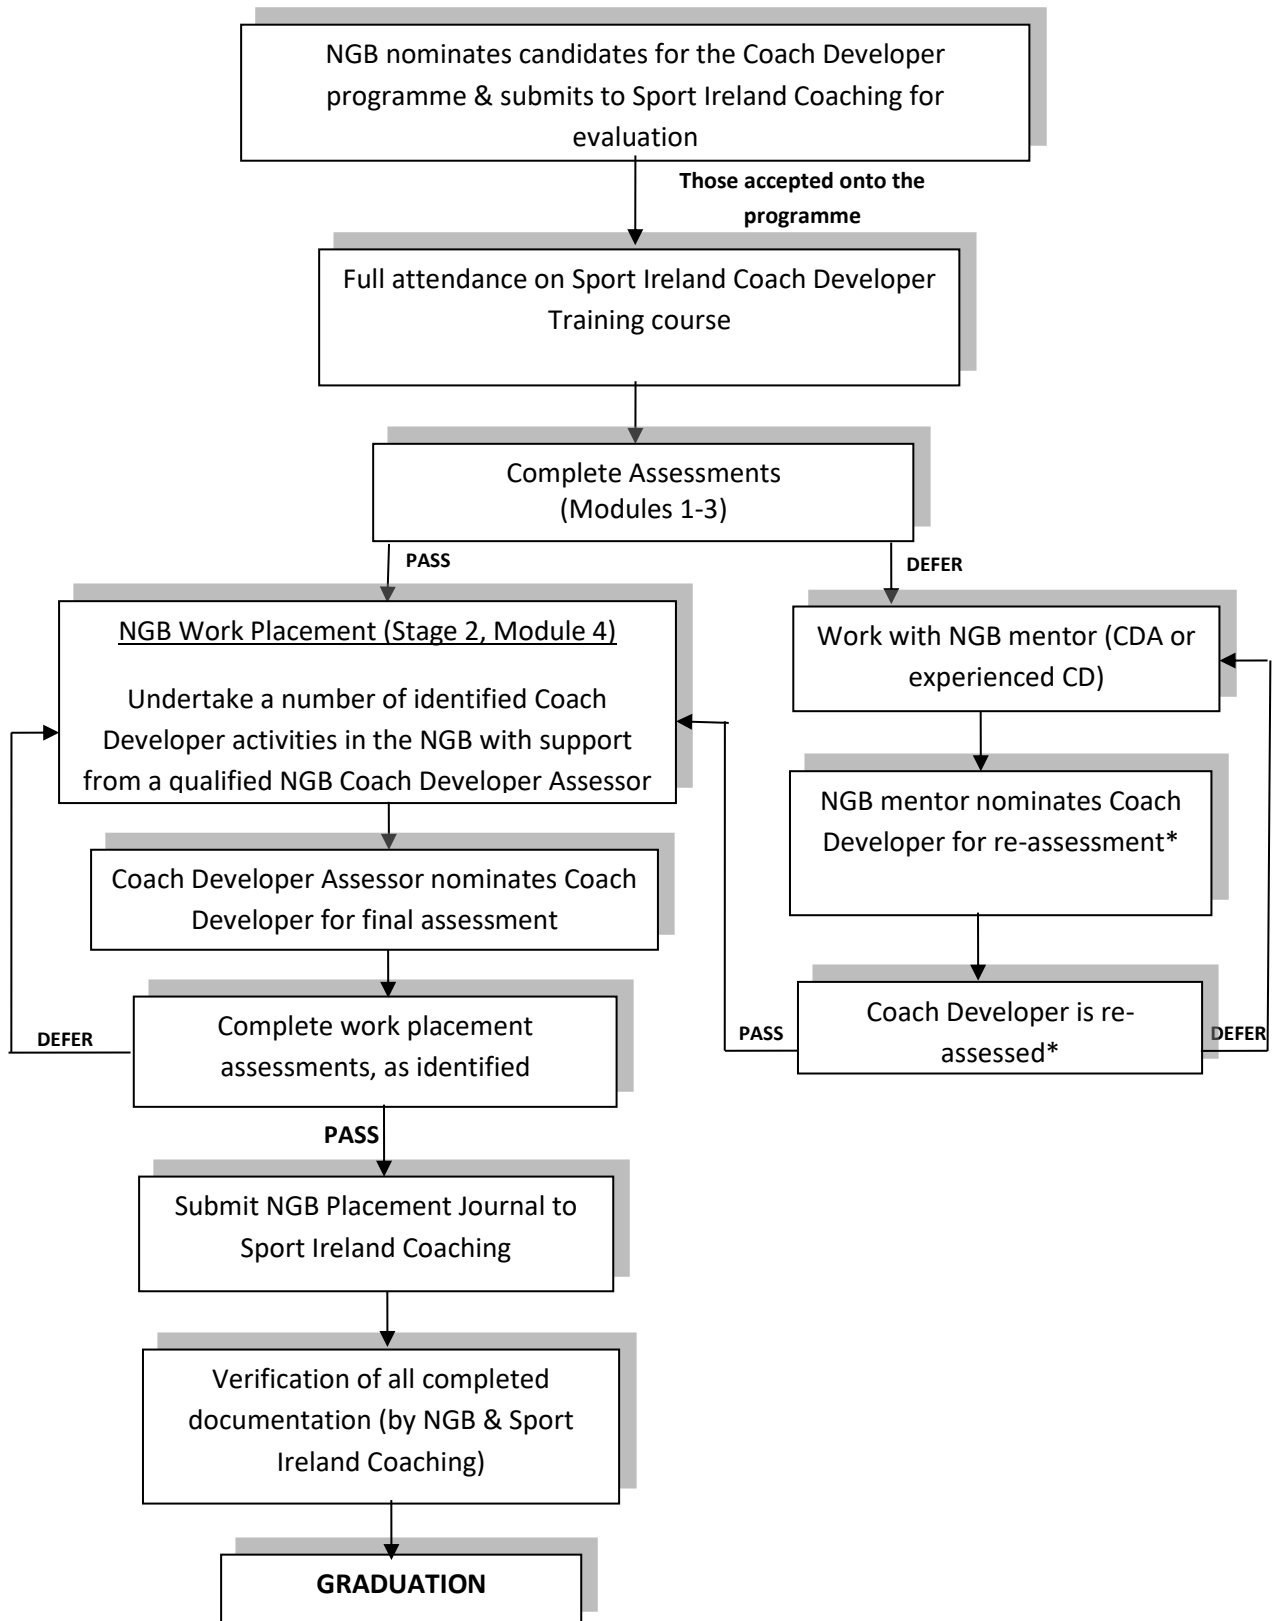 NGB nominates candidates for the Coach Developer
programme & submits to Sport Ireland Coaching for
evaluation
Those accepted onto the
programme
Full attendance on Sport Ireland Coach Developer
Training course
Complete Assessments
(Modules 1-3)
PASS
DEFER
NGB Work Placement (Stage 2, Module 4)
Undertake a number of identified Coach
Developer activities in the NGB with support
from a qualified NGB Coach Developer Assessor
Work with NGB mentor (CDA or
experienced CD)
NGB mentor nominates Coach
Developer for re-assessment*
Coach Developer Assessor nominates Coach
Developer for final assessment
Coach Developer is re-
assessed*
PASS
DEFER
Complete work placement
assessments, as identified
DEFER
PASS
Submit NGB Placement Journal to
Sport Ireland Coaching
Verification of all completed
documentation (by NGB & Sport
Ireland Coaching)
GRADUATION